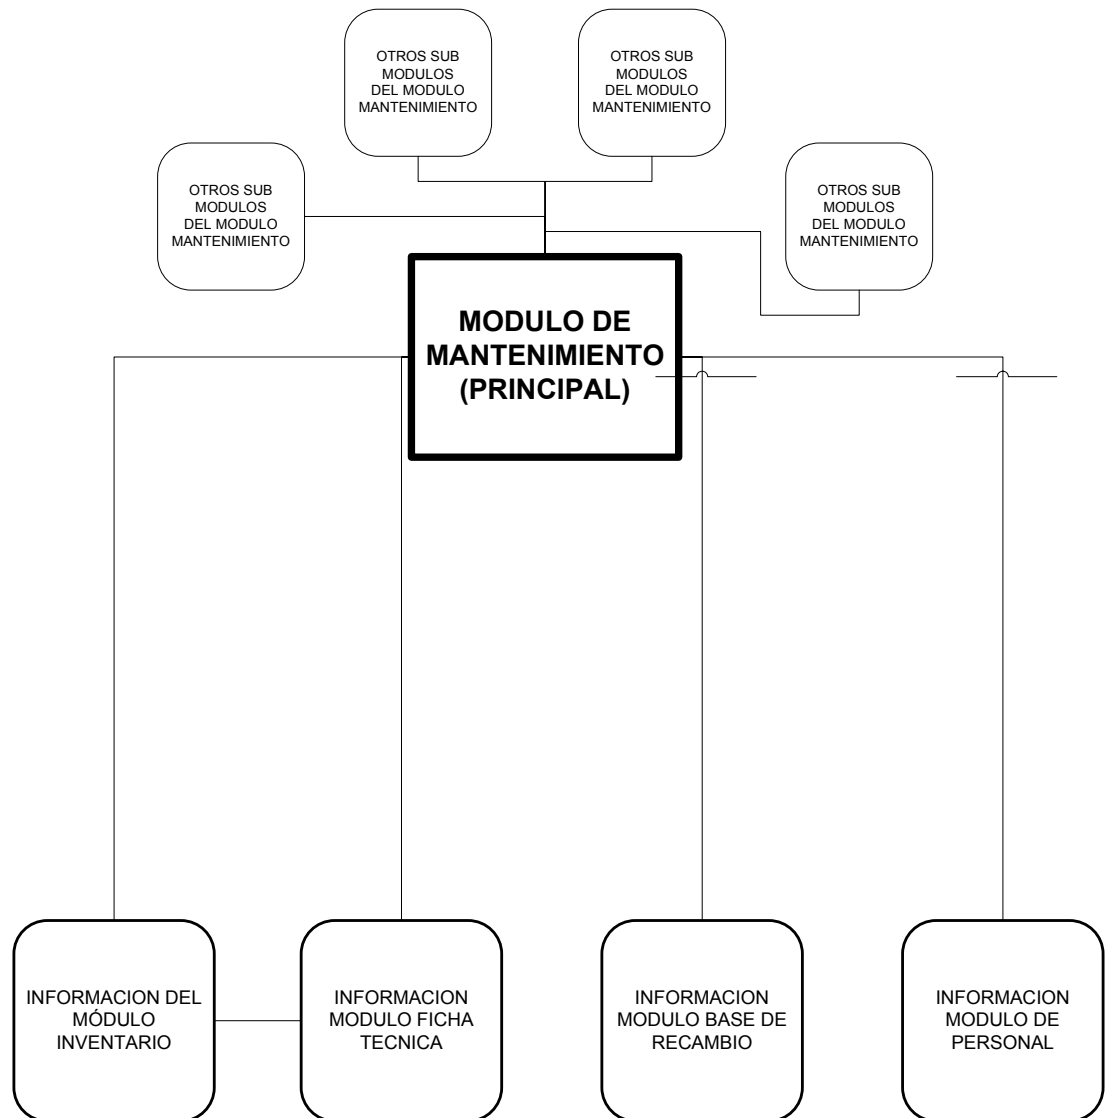 OTROS SUB
MODULOS
DEL MODULO
MANTENIMIENTO
OTROS SUB
MODULOS
DEL MODULO
MANTENIMIENTO
OTROS SUB
MODULOS
DEL MODULO
MANTENIMIENTO
OTROS SUB
MODULOS
DEL MODULO
MANTENIMIENTO
MODULO DE
MANTENIMIENTO
(PRINCIPAL)
INFORMACION DEL
MÓDULO
INVENTARIO
INFORMACION
MODULO FICHA
TECNICA
INFORMACION
MODULO BASE DE
RECAMBIO
INFORMACION
MODULO DE
PERSONAL